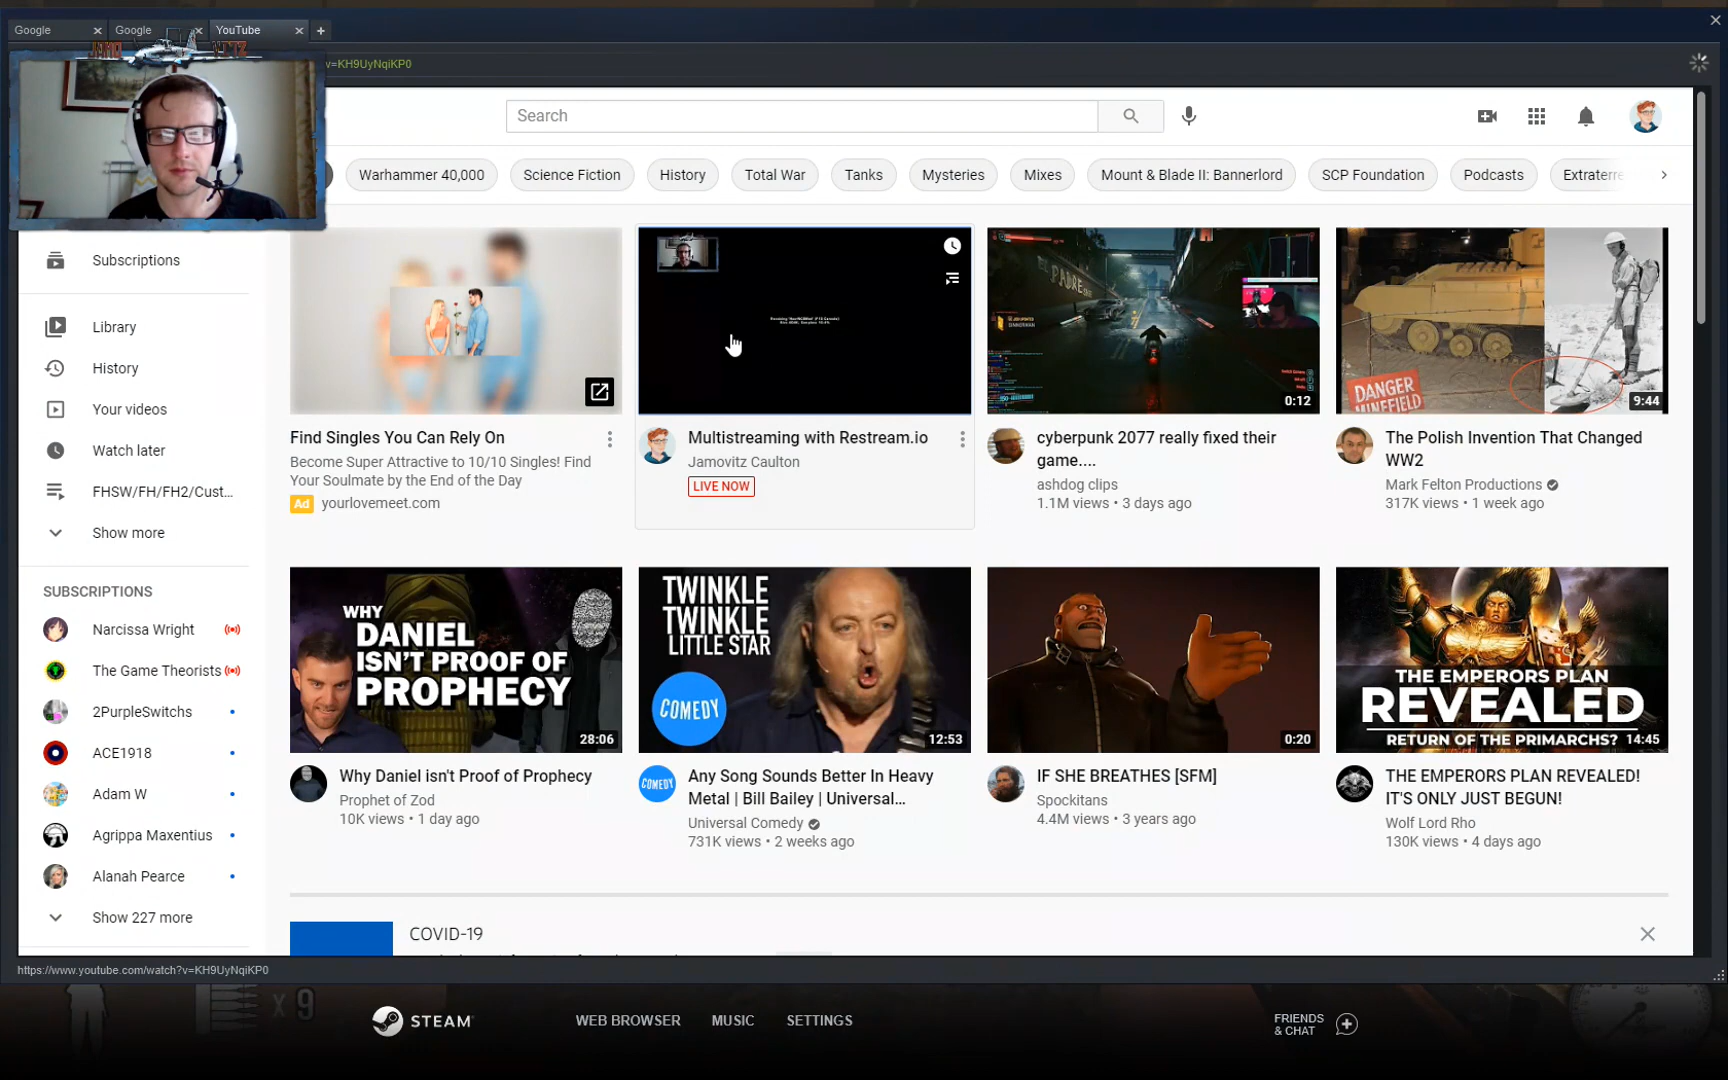 Google
Google
YouTube
v=KH9UyNqiKP0
Search
Warhammer 40,000
Science Fiction
History
Total War
Tanks
Mysteries
Mixes
Mount & Blade II: Bannerlord
SCP Foundation
Podcasts
Extraterre
Subscriptions
Library
History
Your videos
Watch later
FHSW/FH/FH2/Cust...
Show more
SUBSCRIPTIONS
Narcissa Wright
The Game Theorists
2PurpleSwitchs
ACE1918
Adam W
Agrippa Maxentius
Alanah Pearce
Show 227 more
Find Singles You Can Rely On
Become Super Attractive to 10/10 Singles! Find
Your Soulmate by the End of the Day
Ad yourlovemeet.com
Multistreaming with Restream.io
Jamovitz Caulton
LIVE NOW
EL PADRE
0:12
cyberpunk 2077 really fixed their
game....
ashdog clips
1.1M views • 3 days ago
DANGER
MINEFIELD
9:44
The Polish Invention That Changed
WW2
Mark Felton Productions
317K views • 1 week ago
WHY
DANIEL
ISN'T PROOF OF
PROPHECY
28:06
Why Daniel isn't Proof of Prophecy
Prophet of Zod
10K views • 1 day ago
TWINKLE
TWINKLE
LITTLE STAR
COMEDY
12:53
COMEDY
Any Song Sounds Better In Heavy
Metal | Bill Bailey | Universal...
Universal Comedy
731K views • 2 weeks ago
0:20
IF SHE BREATHES [SFM]
Spockitans
4.4M views • 3 years ago
THE EMPERORS PLAN
REVEALED
RETURN OF THE PRIMARCHS?
14:45
THE EMPERORS PLAN REVEALED!
IT'S ONLY JUST BEGUN!
Wolf Lord Rho
130K views • 4 days ago
COVID-19
https://www.youtube.com/watch?v=KH9UyNqiKP0
x 9
STEAM
WEB BROWSER
MUSIC
SETTINGS
FRIENDS
& CHAT